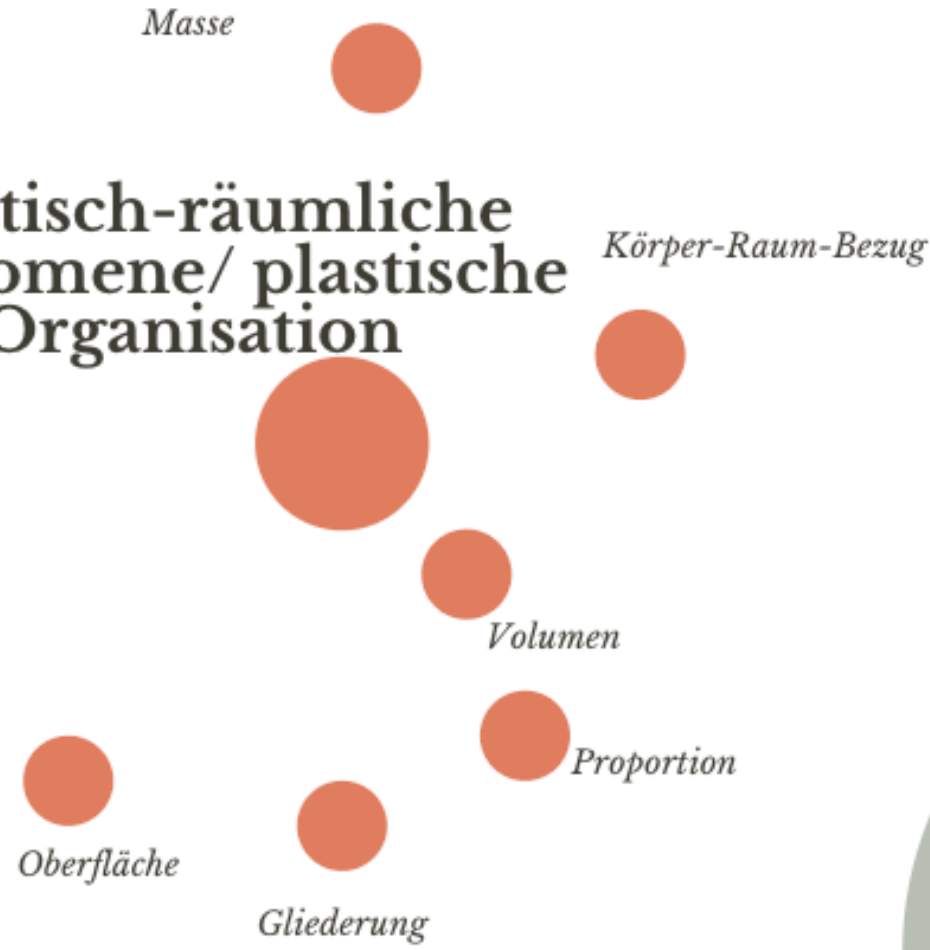 Masse
tisch-räumliche
omene/ plastische
Organisation
Körper-Raum-Bezug
Volumen
Proportion
Oberfläche
Gliederung